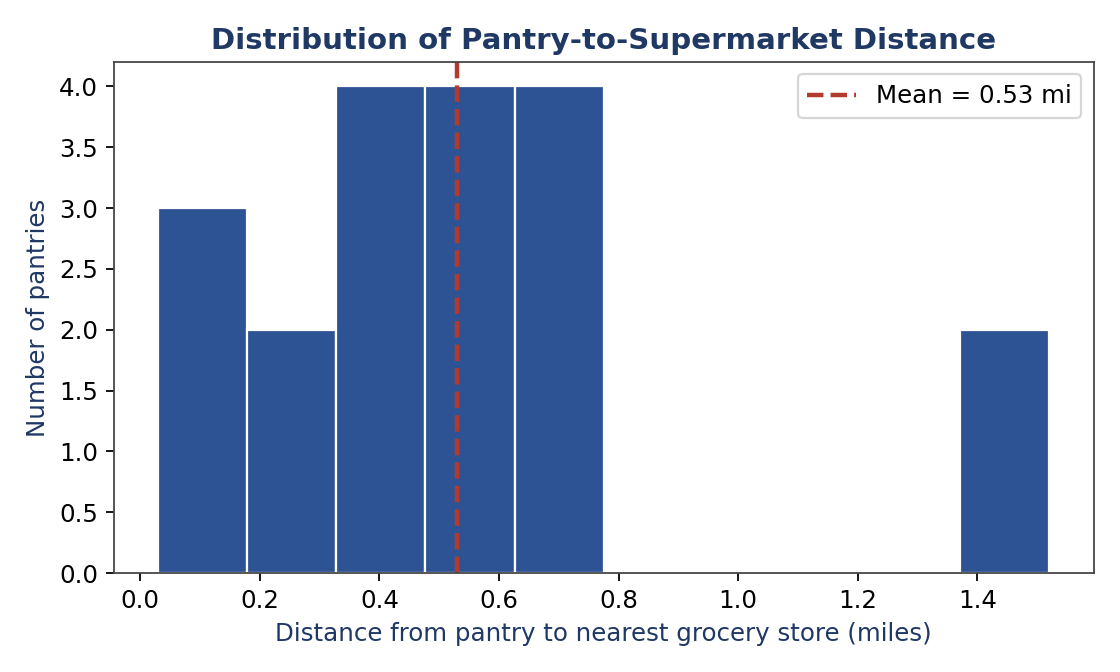 Distribution of Pantry-to-Supermarket Distance
Mean = 0.53 mi
Number of pantries
4.0
3.5
3.0
2.5
2.0
1.5
1.0
0.5
0.0
0.0 0.2 0.4 0.6 0.8 1.0 1.2 1.4
Distance from pantry to nearest grocery store (miles)